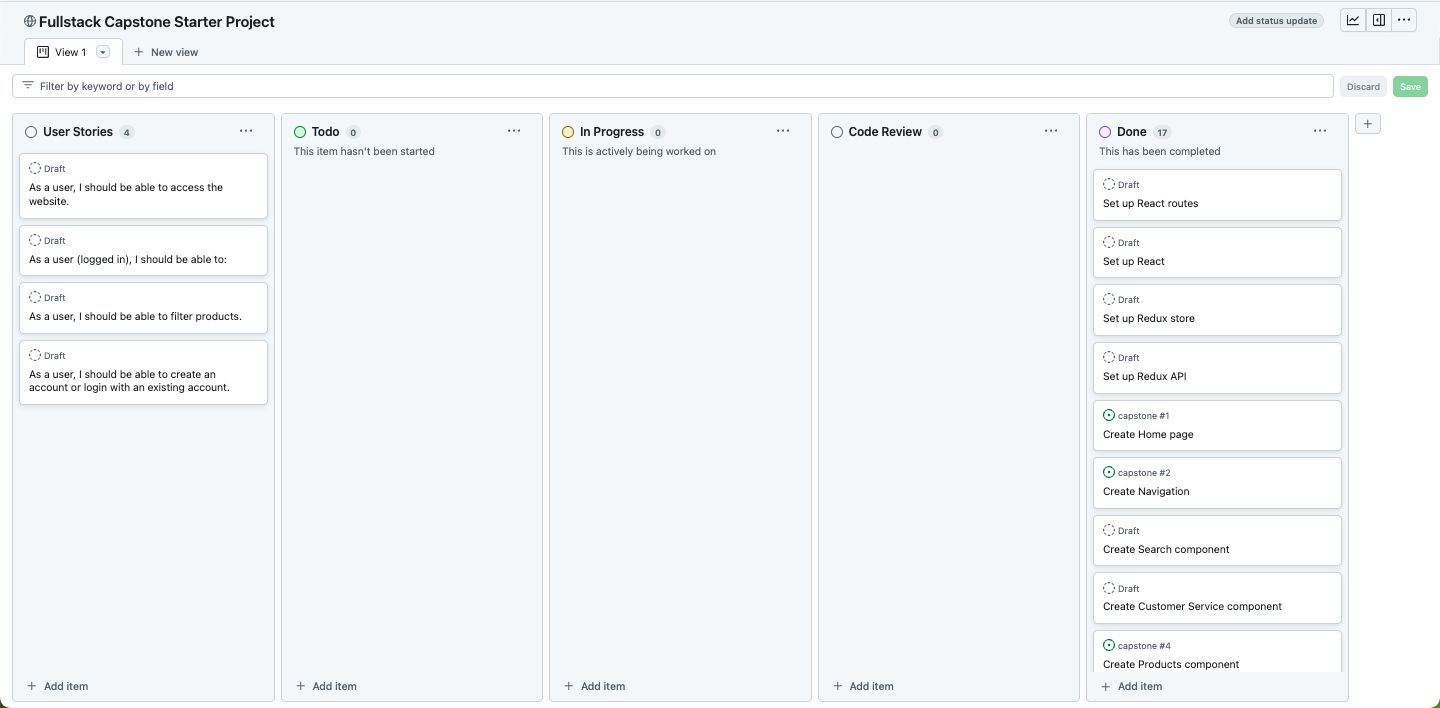 Fullstack Capstone Starter Project
Add status update
View 1
New view
Filter by keyword or by field
Discard
Save
User Stories 4
Draft
As a user, I should be able to access the
website.
Draft
As a user (logged in), I should be able to:
Draft
As a user, I should be able to filter products.
Draft
As a user, I should be able to create an
account or login with an existing account.
Add item
Todo 0
This item hasn't been started
Add item
In Progress 0
This is actively being worked on
Add item
Code Review 0
Add item
Done 17
This has been completed
Draft
Set up React routes
Draft
Set up React
Draft
Set up Redux store
Draft
Set up Redux API
capstone #1
Create Home page
capstone #2
Create Navigation
Draft
Create Search component
Draft
Create Customer Service component
capstone #4
Create Products component
Add item